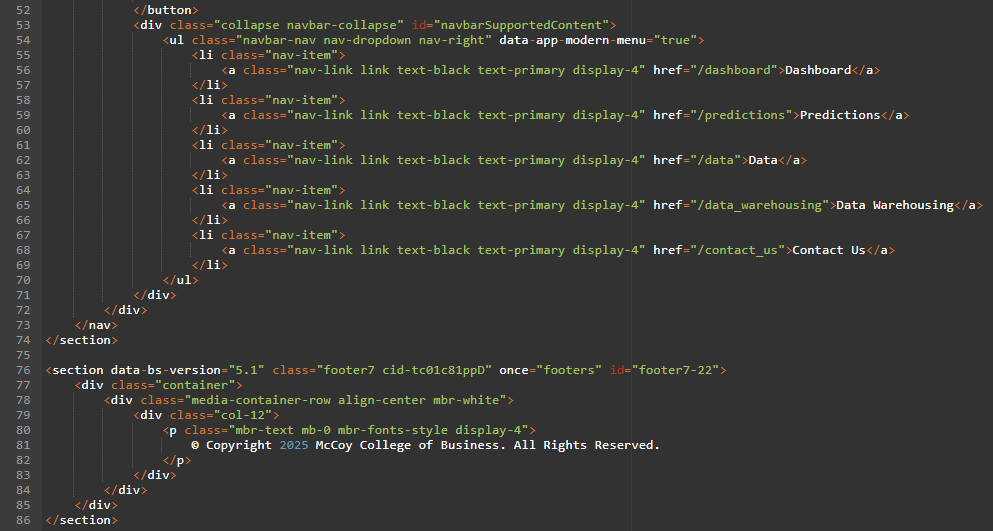 52 </button>
53 <div class="collapse navbar-collapse" id="navbarSupportedContent">
54 <ul class="navbar-nav nav-dropdown nav-right" data-app-modern-menu="true">
55 <li class="nav-item">
56 <a class="nav-link link text-black text-primary display-4" href="/dashboard">Dashboard</a>
57 </li>
58 <li class="nav-item">
59 <a class="nav-link link text-black text-primary display-4" href="/predictions">Predictions</a>
60 </li>
61 <li class="nav-item">
62 <a class="nav-link link text-black text-primary display-4" href="/data">Data</a>
63 </li>
64 <li class="nav-item">
65 <a class="nav-link link text-black text-primary display-4" href="/data_warehousing">Data Warehousing</a>
66 </li>
67 <li class="nav-item">
68 <a class="nav-link link text-black text-primary display-4" href="/contact_us">Contact Us</a>
69 </li>
70 </ul>
71 </div>
72 </div>
73 </nav>
74 </section>
75
76 <section data-bs-version="5.1" class="footer7 cid-tc01c81ppD" once="footers" id="footer7-22">
77 <div class="container">
78 <div class="media-container-row align-center mbr-white">
79 <div class="col-12">
80 <p class="mbr-text mb-0 mbr-fonts-style display-4">
81 © Copyright 2025 McCoy College of Business. All Rights Reserved.
82 </p>
83 </div>
84 </div>
85 </div>
86 </section>